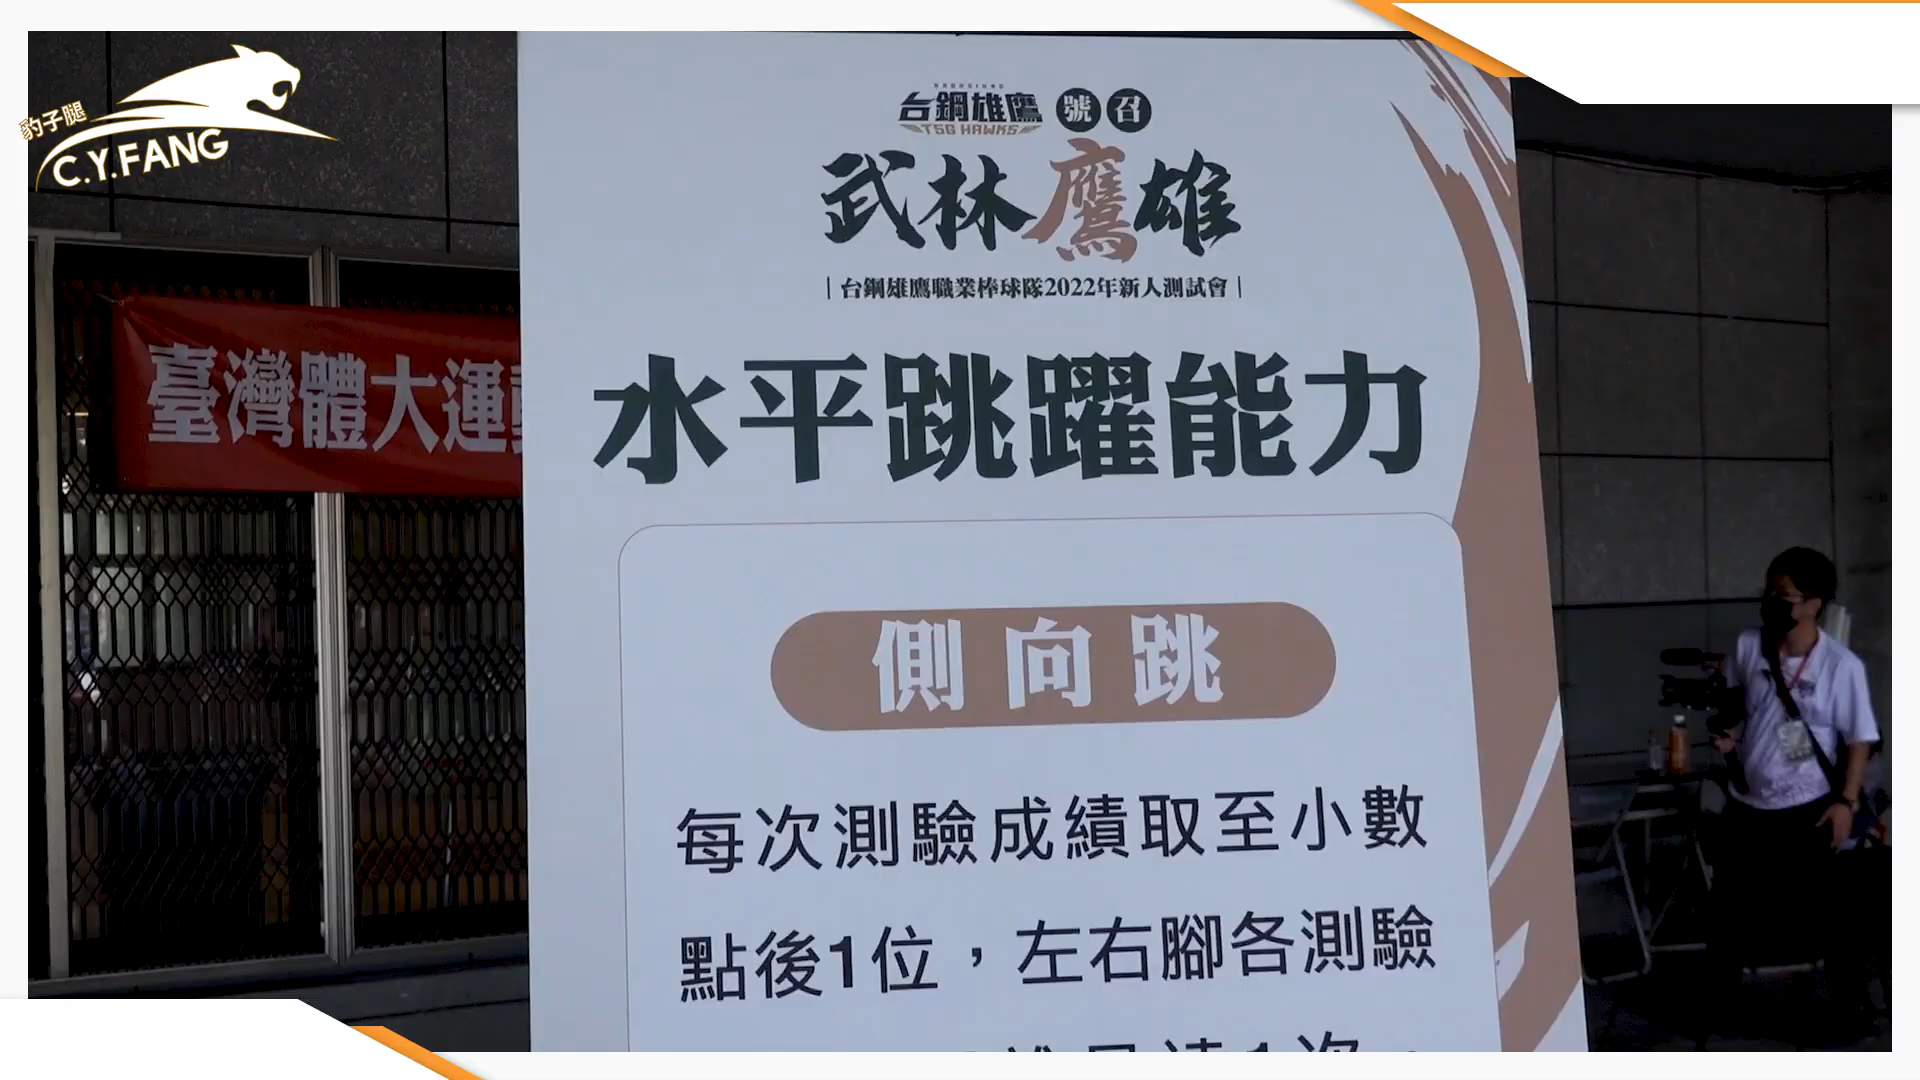 豹子腿
C.Y.FANG
台鋼雄鷹 號召
TSG HAWKS
武林鷹雄
|台鋼雄鷹職業棒球隊2022年新人測試會|
臺灣體大運
水平跳躍能力
側向跳
每次測驗成績取至小數
點後1位，左右腳各測驗